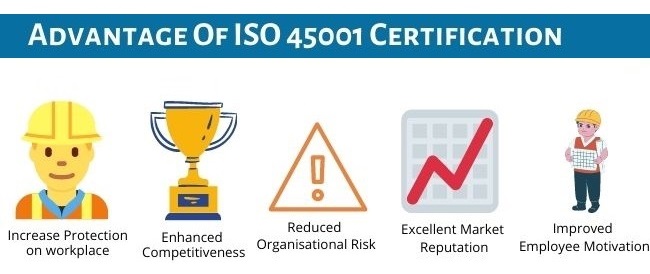 Advantage Of ISO 45001 Certification
Increase Protection
on workplace
Enhanced
Competitiveness
Reduced
Organisational Risk
Excellent Market
Reputation
Improved
Employee Motivation